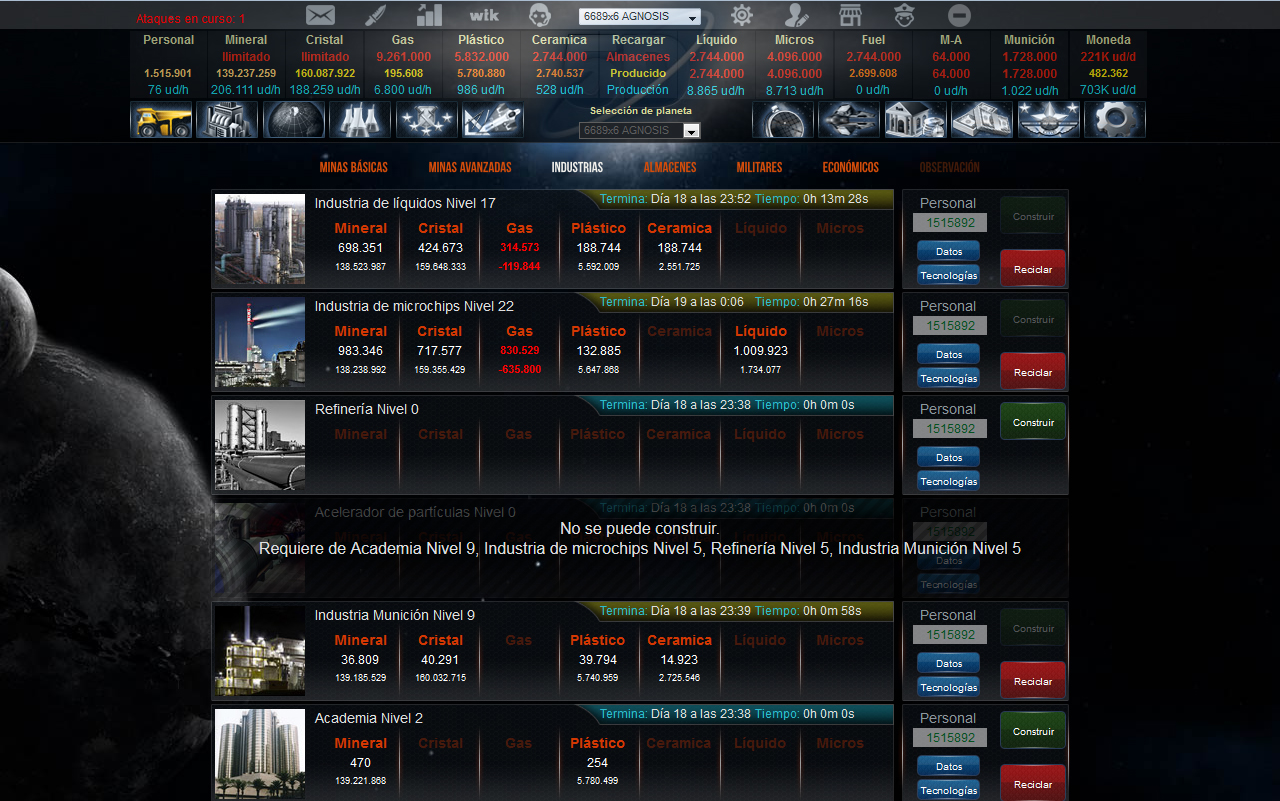 Ataques en curso: 1 wik 6689x6 AGNOSIS
Personal Mineral Cristal Gas Plástico Ceramica Recargar Líquido Micros Fuel M-A Munición Moneda
Ilimitado Ilimitado 9.261.000 5.832.000 2.744.000 Almacenes 2.744.000 4.096.000 2.744.000 64.000 1.728.000 221K ud/d
1.515.901 139.237.259 160.087.922 195.608 5.780.880 2.740.537 Producido 2.744.000 4.096.000 2.699.608 64.000 1.728.000 482.362
76 ud/h 206.111 ud/h 188.259 ud/h 6.800 ud/h 986 ud/h 528 ud/h Producción 8.865 ud/h 8.713 ud/h 0 ud/h 0 ud/h 1.022 ud/h 703K ud/d
Selección de planeta
6689x6 AGNOSIS
MINAS BÁSICAS MINAS AVANZADAS INDUSTRIAS ALMACENES MILITARES ECONÓMICOS OBSERVACIÓN
Industria de líquidos Nivel 17 Termina: Día 18 a las 23:52 Tiempo: 0h 13m 28s
Mineral Cristal Gas Plástico Ceramica Líquido Micros
698.351 424.673 314.573 188.744 188.744
138.523.987 159.648.333 -119.844 5.592.009 2.551.725
Personal
1515892
Construir
Datos
Tecnologías
Reciclar
Industria de microchips Nivel 22 Termina: Día 19 a las 0:06 Tiempo: 0h 27m 16s
Mineral Cristal Gas Plástico Ceramica Líquido Micros
983.346 717.577 830.529 132.885 1.009.923
138.238.992 159.355.429 -635.800 5.647.868 1.734.077
Personal
1515892
Construir
Datos
Tecnologías
Reciclar
Refinería Nivel 0 Termina: Día 18 a las 23:38 Tiempo: 0h 0m 0s
Mineral Cristal Gas Plástico Ceramica Líquido Micros
Personal
1515892
Construir
Datos
Tecnologías
Acelerador de partículas Nivel 0 Termina: Día 18 a las 23:38 Tiempo: 0h 0m 0s
No se puede construir.
Requiere de Academia Nivel 9, Industria de microchips Nivel 5, Refinería Nivel 5, Industria Munición Nivel 5
Personal
1515892
Datos
Tecnologías
Industria Munición Nivel 9 Termina: Día 18 a las 23:39 Tiempo: 0h 0m 58s
Mineral Cristal Gas Plástico Ceramica Líquido Micros
36.809 40.291 39.794 14.923
139.185.529 160.032.715 5.740.959 2.725.546
Personal
1515892
Construir
Datos
Tecnologías
Reciclar
Academia Nivel 2 Termina: Día 18 a las 23:38 Tiempo: 0h 0m 0s
Mineral Cristal Gas Plástico Ceramica Líquido Micros
470 254
139.221.868 5.780.499
Personal
1515892
Construir
Datos
Tecnologías
Reciclar